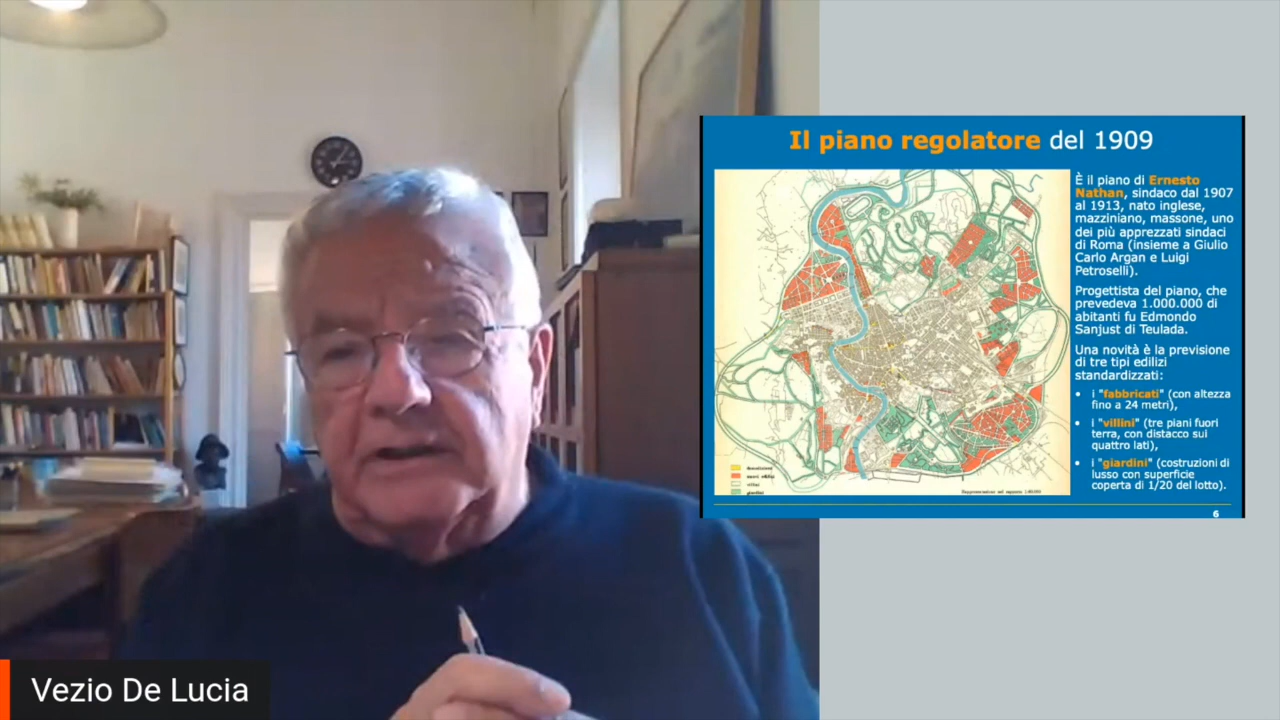 Il piano regolatore del 1909
È il piano di Ernesto
Nathan, sindaco dal 1907
al 1913, nato inglese,
mazziniano, massone, uno
dei più apprezzati sindaci
di Roma (insieme a Giulio
Carlo Argan e Luigi
Petroselli).
Progettista del piano, che
prevedeva 1.000.000 di
abitanti fu Edmondo
Sanjust di Teulada.
Una novità è la previsione
di tre tipi edilizi
standardizzati:
• i "fabbricati" (con altezza
fino a 24 metri),
• i "villini" (tre piani fuori
terra, con distacco sui
quattro lati),
• i "giardini" (costruzioni di
lusso con superficie
coperta di 1/20 del lotto).
6
Vezio De Lucia